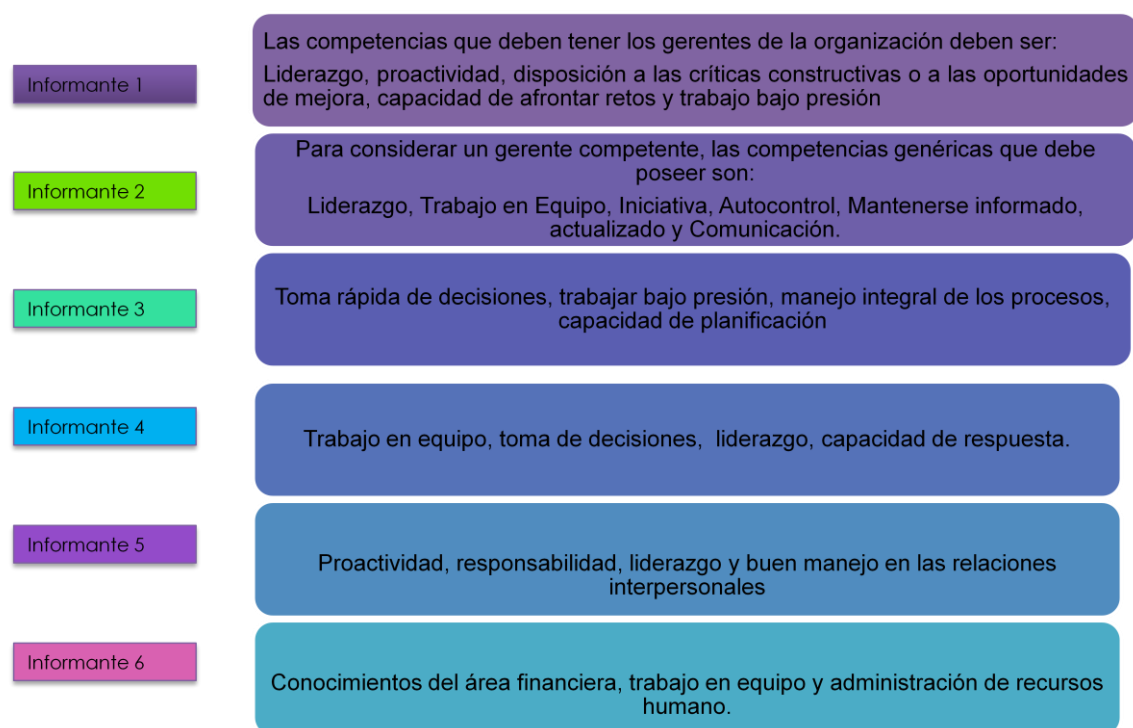 Informante 1
Las competencias que deben tener los gerentes de la organización deben ser:
Liderazgo, proactividad, disposición a las críticas constructivas o a las oportunidades
de mejora, capacidad de afrontar retos y trabajo bajo presión
Informante 2
Para considerar un gerente competente, las competencias genéricas que debe
poseer son:
Liderazgo, Trabajo en Equipo, Iniciativa, Autocontrol, Mantenerse informado,
actualizado y Comunicación.
Informante 3
Toma rápida de decisiones, trabajar bajo presión, manejo integral de los procesos,
capacidad de planificación
Informante 4
Trabajo en equipo, toma de decisiones, liderazgo, capacidad de respuesta.
Informante 5
Proactividad, responsabilidad, liderazgo y buen manejo en las relaciones
interpersonales
Informante 6
Conocimientos del área financiera, trabajo en equipo y administración de recursos
humano.